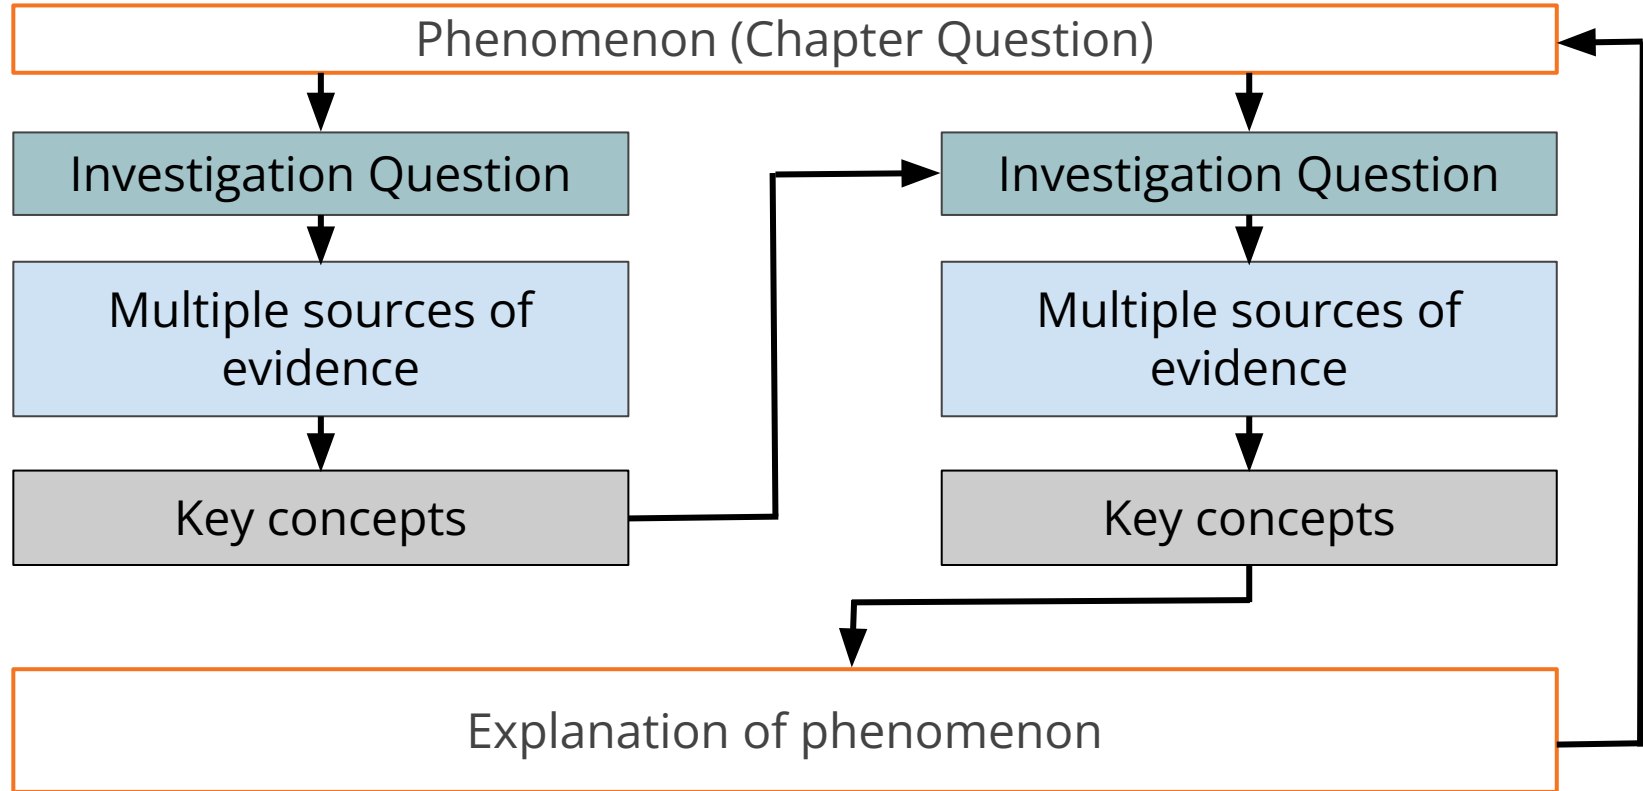 Phenomenon (Chapter Question)
Investigation Question
Multiple sources of
evidence
Key concepts
Investigation Question
Multiple sources of
evidence
Key concepts
Explanation of phenomenon